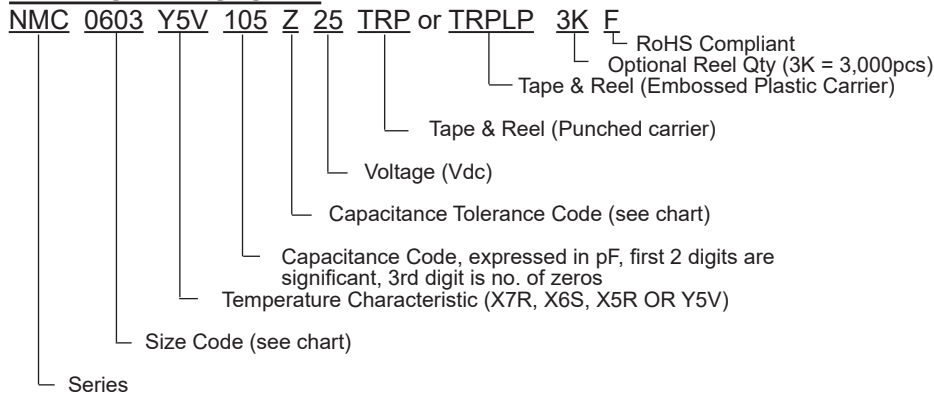 NMC 0603 Y5V 105 Z 25 TRP or TRPLP 3K F
RoHS Compliant
Optional Reel Qty (3K = 3,000pcs)
Tape & Reel (Embossed Plastic Carrier)
Tape & Reel (Punched carrier)
Voltage (Vdc)
Capacitance Tolerance Code (see chart)
Capacitance Code, expressed in pF, first 2 digits are
significant, 3rd digit is no. of zeros
Temperature Characteristic (X7R, X6S, X5R OR Y5V)
Size Code (see chart)
Series